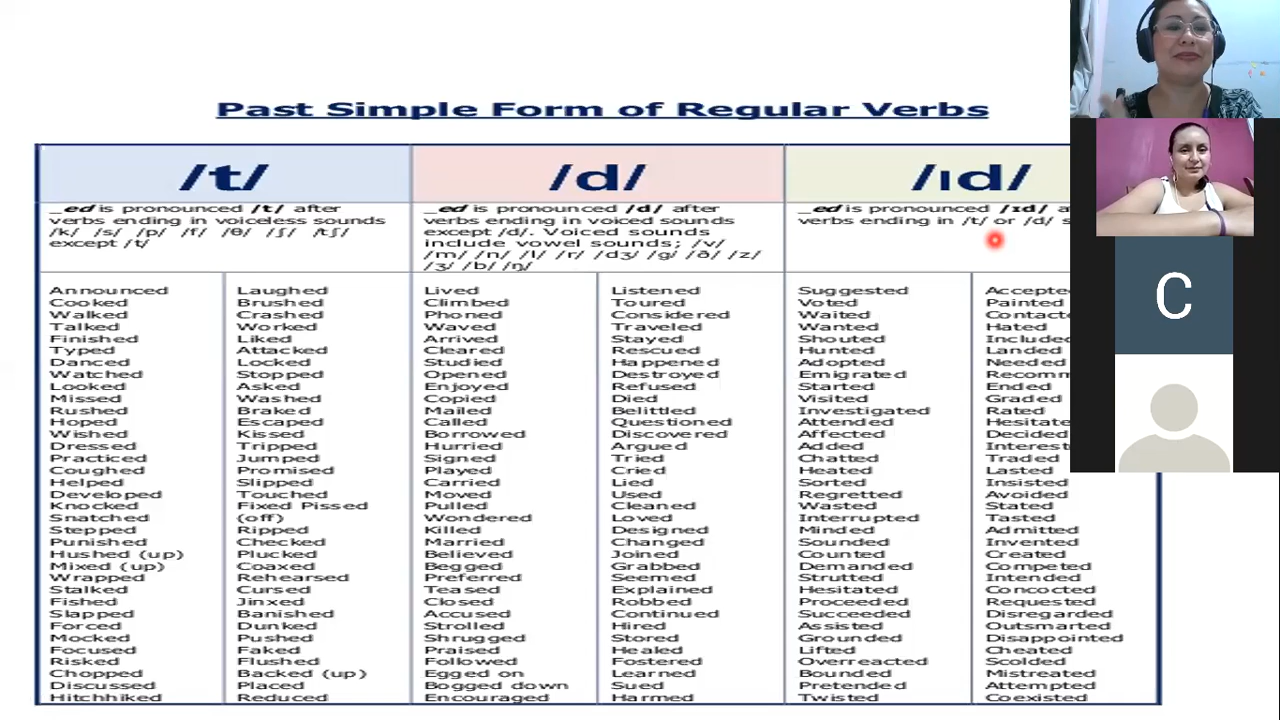 Past Simple Form of Regular Verbs
/t/
_ed is pronounced /t/ after
verbs ending in voiceless sounds
/k/ /s/ /p/ /f/ /θ/ /ʃ/ /tʃ/
except /t/
Announced
Cooked
Walked
Talked
Finished
Typed
Danced
Watched
Looked
Missed
Rushed
Hoped
Wished
Dressed
Practiced
Coughed
Helped
Developed
Knocked
Snatched
Stepped
Punished
Hushed (up)
Mixed (up)
Wrapped
Stalked
Fished
Slapped
Forced
Mocked
Focused
Risked
Chopped
Discussed
Hitchhiked
Laughed
Brushed
Crashed
Worked
Liked
Attacked
Locked
Stopped
Asked
Washed
Braked
Escaped
Kissed
Tripped
Jumped
Promised
Slipped
Touched
Fixed Pissed
(off)
Ripped
Checked
Plucked
Coaxed
Rehearsed
Cursed
Jinxed
Banished
Dunked
Pushed
Faked
Flushed
Backed (up)
Placed
Reduced
/d/
_ed is pronounced /d/ after
verbs ending in voiced sounds
except /d/. Voiced sounds
include vowel sounds; /v/
/m/ /n/ /l/ /r/ /dʒ/ /g/ /ð/ /z/
/ʒ/ /b/ /ŋ/
Lived
Climbed
Phoned
Waved
Arrived
Cleared
Studied
Opened
Enjoyed
Copied
Mailed
Called
Borrowed
Hurried
Signed
Played
Carried
Moved
Pulled
Wondered
Killed
Married
Believed
Begged
Preferred
Teased
Closed
Accused
Strolled
Shrugged
Praised
Followed
Egged on
Bogged down
Encouraged
Listened
Toured
Considered
Traveled
Stayed
Rescued
Happened
Destroyed
Refused
Died
Belittled
Questioned
Discovered
Argued
Tried
Cried
Lied
Used
Cleaned
Loved
Designed
Changed
Joined
Grabbed
Seemed
Explained
Robbed
Continued
Hired
Stored
Healed
Fostered
Learned
Sued
Harmed
/ɪd/
_ed is pronounced /ɪd/ a
verbs ending in /t/ or /d/ s
Suggested
Voted
Waited
Wanted
Shouted
Hunted
Adopted
Emigrated
Started
Visited
Investigated
Attended
Affected
Added
Chatted
Heated
Sorted
Regretted
Wasted
Interrupted
Minded
Sounded
Counted
Demanded
Strutted
Hesitated
Proceeded
Succeeded
Assisted
Grounded
Lifted
Overreacted
Bounded
Pretended
Twisted
Accepte
Painted
Contacte
Hated
Include
Landed
Needed
Recomm
Ended
Graded
Rated
Hesitate
Decided
Interest
Traded
Lasted
Insisted
Avoided
Stated
Tasted
Admitted
Invented
Created
Competed
Intended
Concocted
Requested
Disregarded
Outsmarted
Disappointed
Cheated
Scolded
Mistreated
Attempted
Coexisted
C